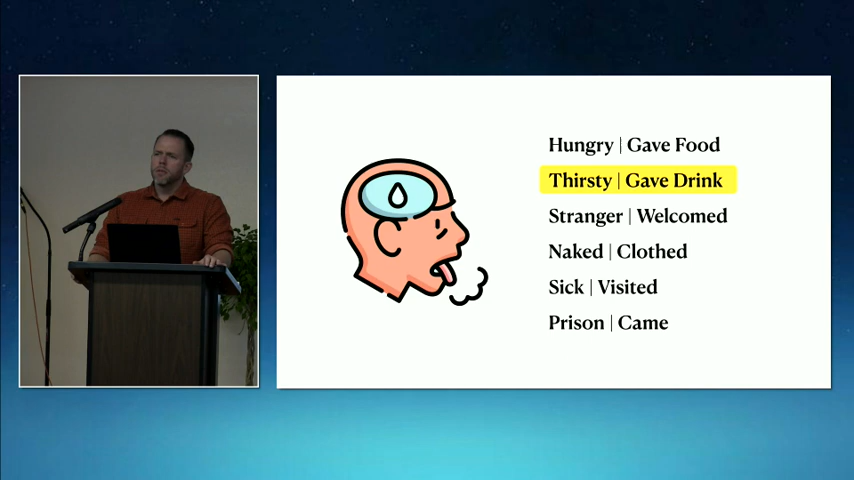 Hungry | Gave Food
Thirsty | Gave Drink
Stranger | Welcomed
Naked | Clothed
Sick | Visited
Prison | Came